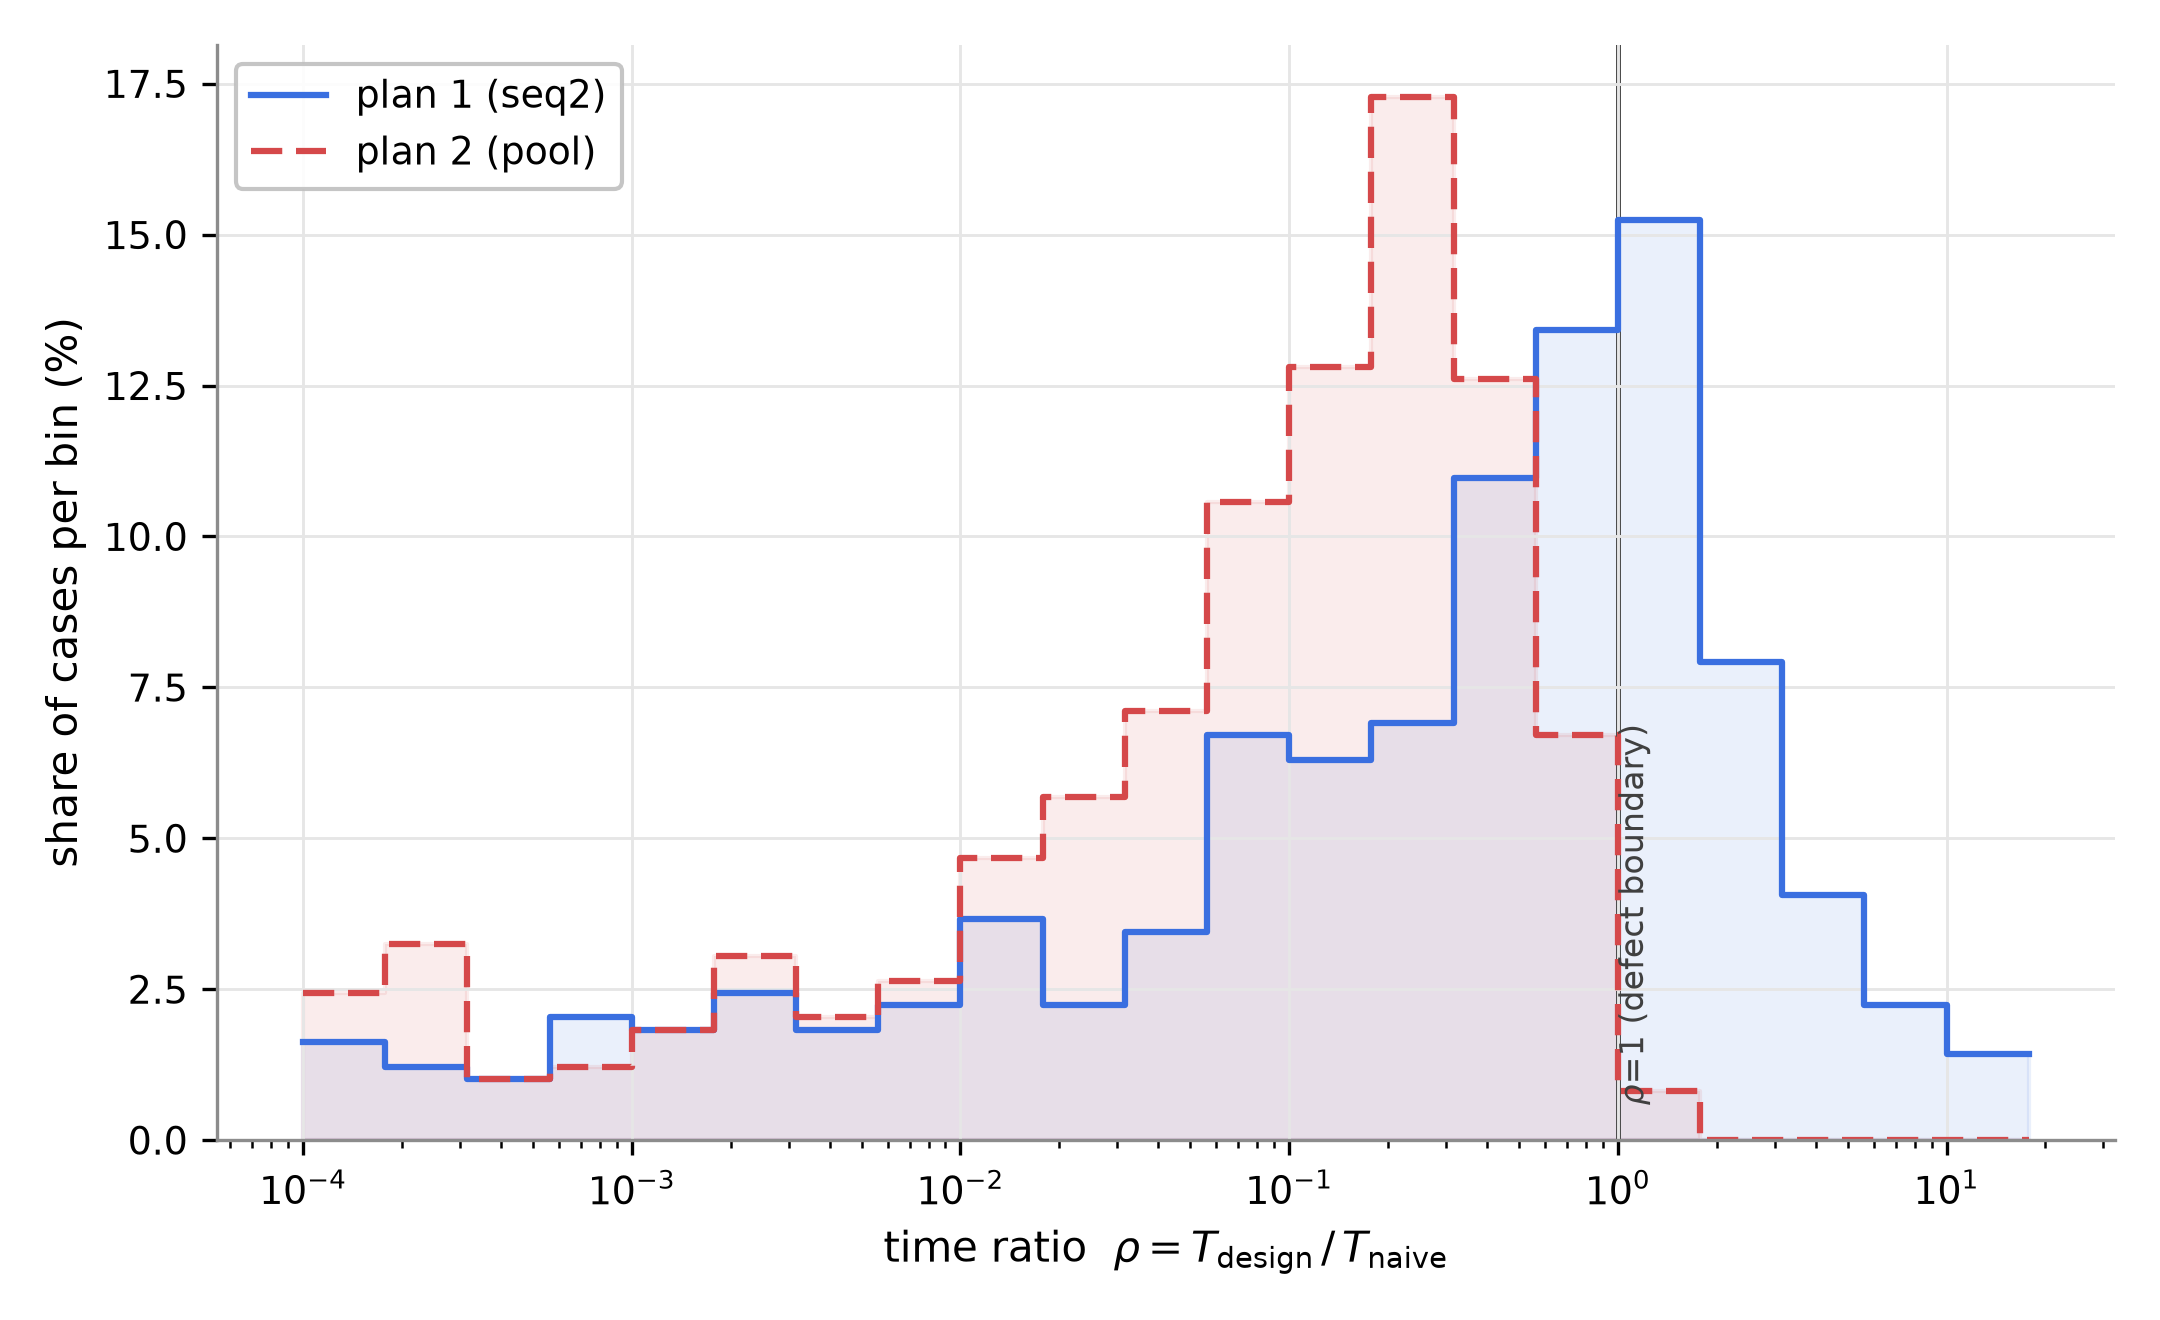 plan 1 (seq2)
plan 2 (pool)
share of cases per bin (%)
17.5
15.0
12.5
10.0
7.5
5.0
2.5
0.0
ρ=1 (defect boundary)
10⁻⁴ 10⁻³ 10⁻² 10⁻¹ 10⁰ 10¹
time ratio ρ = T_design / T_naive